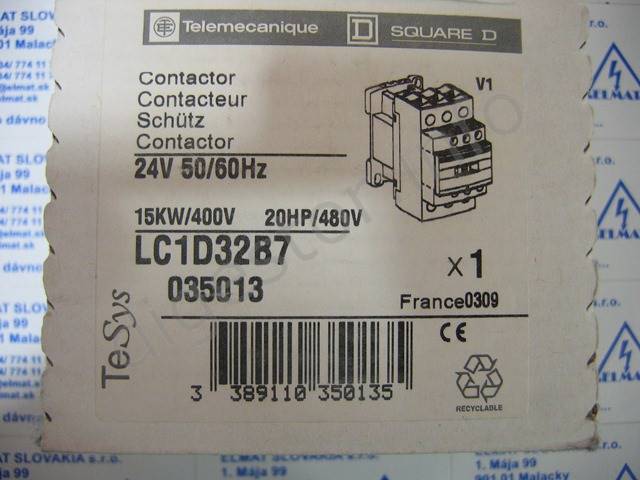 Telemecanique
D SQUARE D
Contactor
Contacteur
Schütz
Contactor
V1
24V 50/60Hz
15KW/400V 20HP/480V
LC1D32B7
035013
x 1
France0309
TeSys
CE
3 389110 350135
RECYCLABLE
ELMAT SLOVAKIA s.r.o.
1. Mája 99
901 01 Malacky